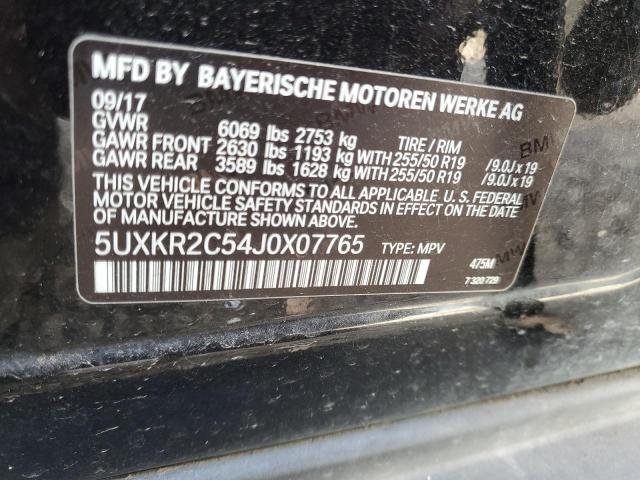 MFD BY BAYERISCHE MOTOREN WERKE AG
09/17
GVWR 6069 lbs 2753 kg TIRE / RIM
GAWR FRONT 2630 lbs 1193 kg WITH 255/50 R19 /9.0J x 19
GAWR REAR 3589 lbs 1628 kg WITH 255/50 R19 /9.0J x 19
THIS VEHICLE CONFORMS TO ALL APPLICABLE U. S. FEDERAL
MOTOR VEHICLE SAFETY STANDARDS IN EFFECT ON THE DATE
OF MANUFACTURE SHOWN ABOVE.
5UXKR2C54J0X07765 TYPE: MPV 475M
7 320 729